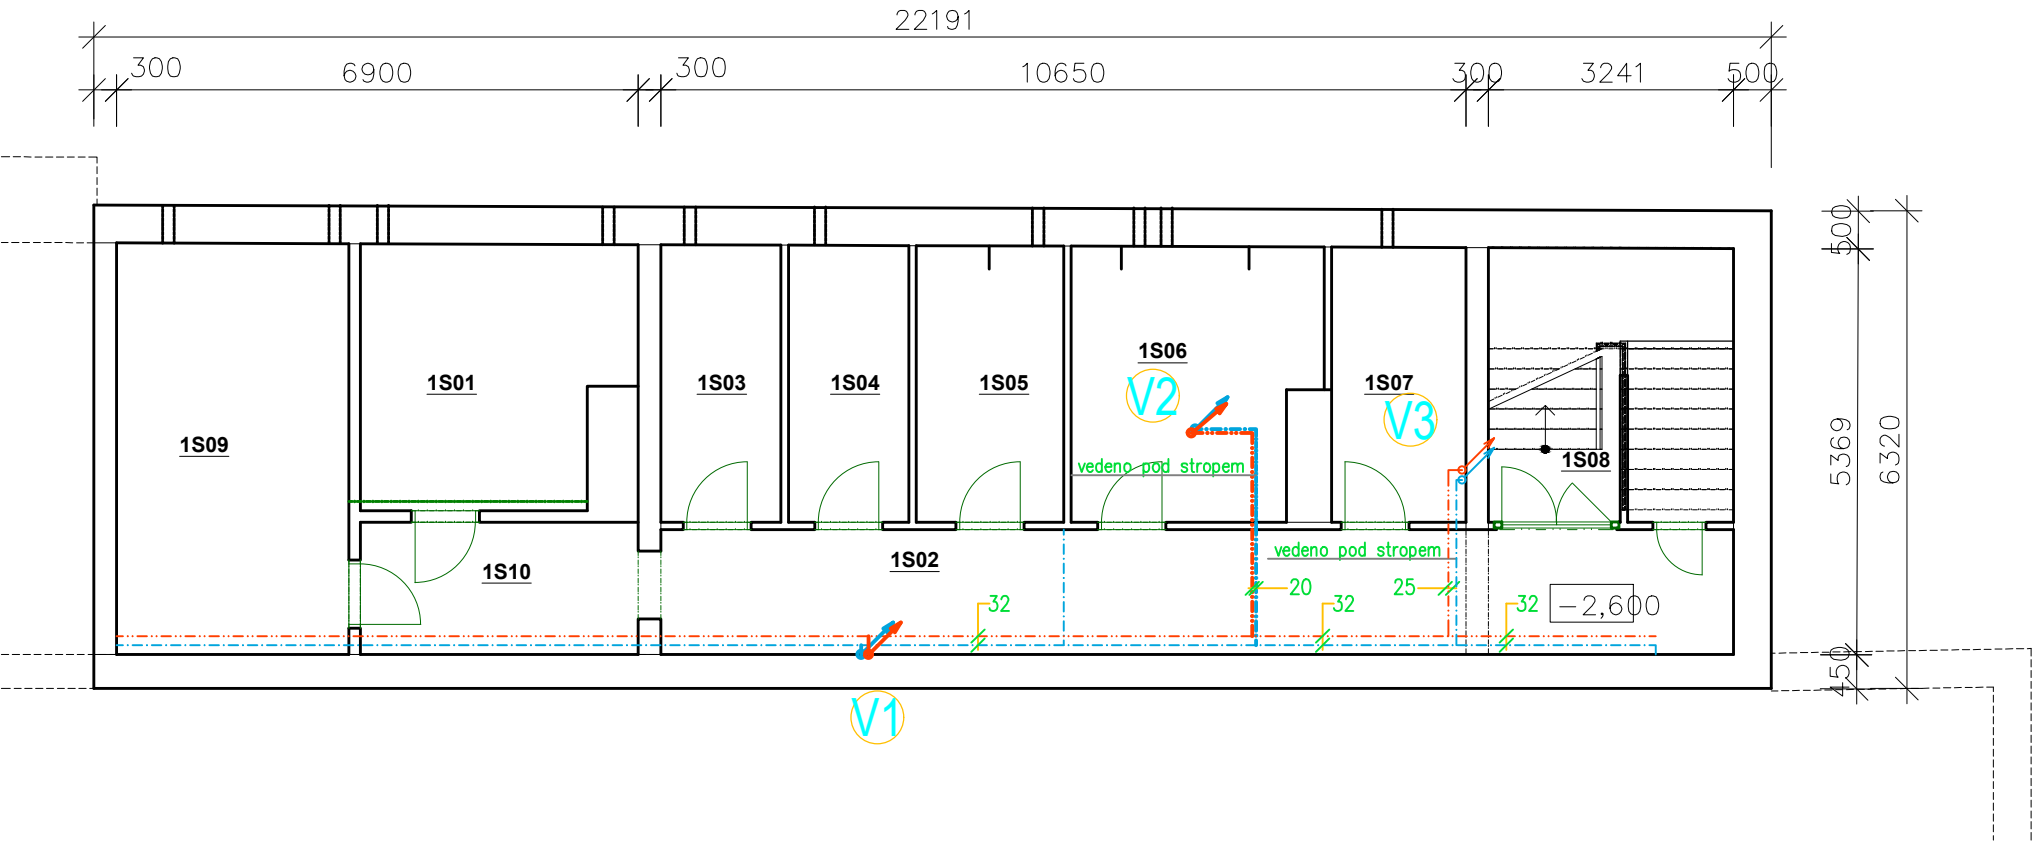 22191
300
6900
300
10650
300
3241
500
500
5369
6320
450
1S09
1S01
1S03
1S04
1S05
1S06
V2
1S07
V3
1S08
vedeno pod stropem
vedeno pod stropem
1S10
1S02
20
25
32
32
32
−2,600
V1